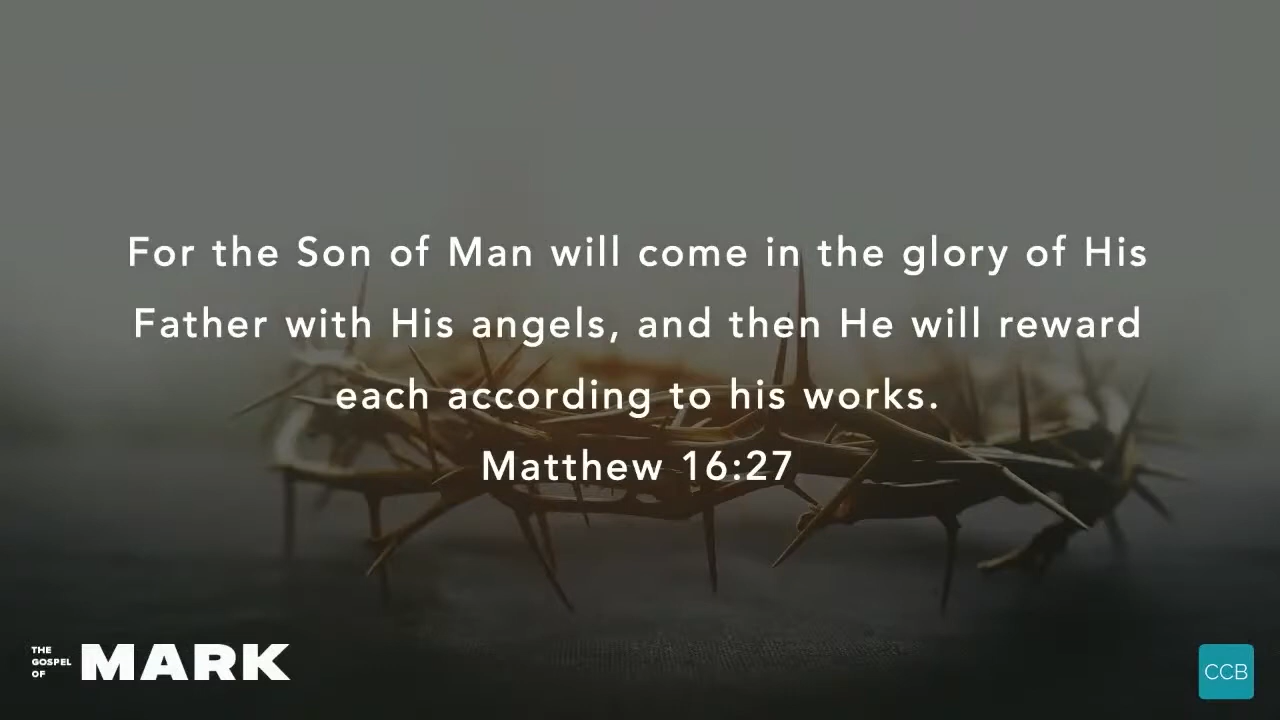 For the Son of Man will come in the glory of His
Father with His angels, and then He will reward
each according to his works.
Matthew 16:27
THE
GOSPEL
OF
MARK
CCB